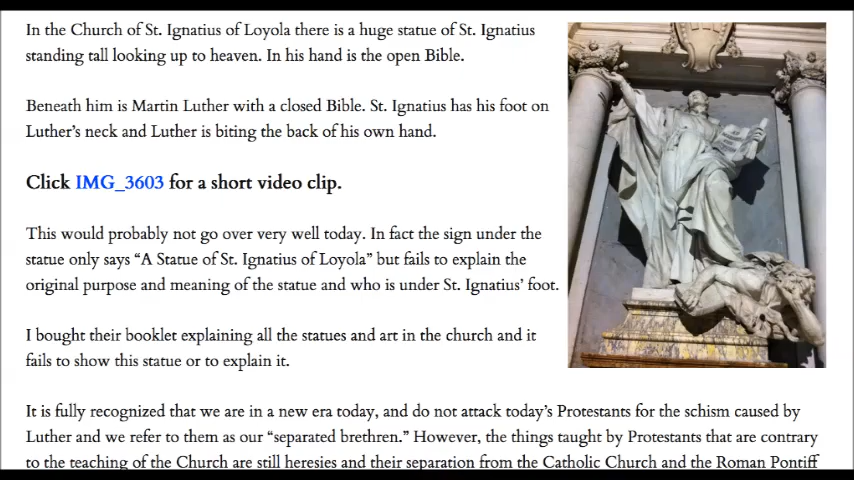 In the Church of St. Ignatius of Loyola there is a huge statue of St. Ignatius
standing tall looking up to heaven. In his hand is the open Bible.
Beneath him is Martin Luther with a closed Bible. St. Ignatius has his foot on
Luther's neck and Luther is biting the back of his own hand.
Click IMG_3603 for a short video clip.
This would probably not go over very well today. In fact the sign under the
statue only says “A Statue of St. Ignatius of Loyola” but fails to explain the
original purpose and meaning of the statue and who is under St. Ignatius’ foot.
I bought their booklet explaining all the statues and art in the church and it
fails to show this statue or to explain it.
It is fully recognized that we are in a new era today, and do not attack today’s Protestants for the schism caused by
Luther and we refer to them as our “separated brethren.” However, the things taught by Protestants that are contrary
to the teaching of the Church are still heresies and their separation from the Catholic Church and the Roman Pontiff